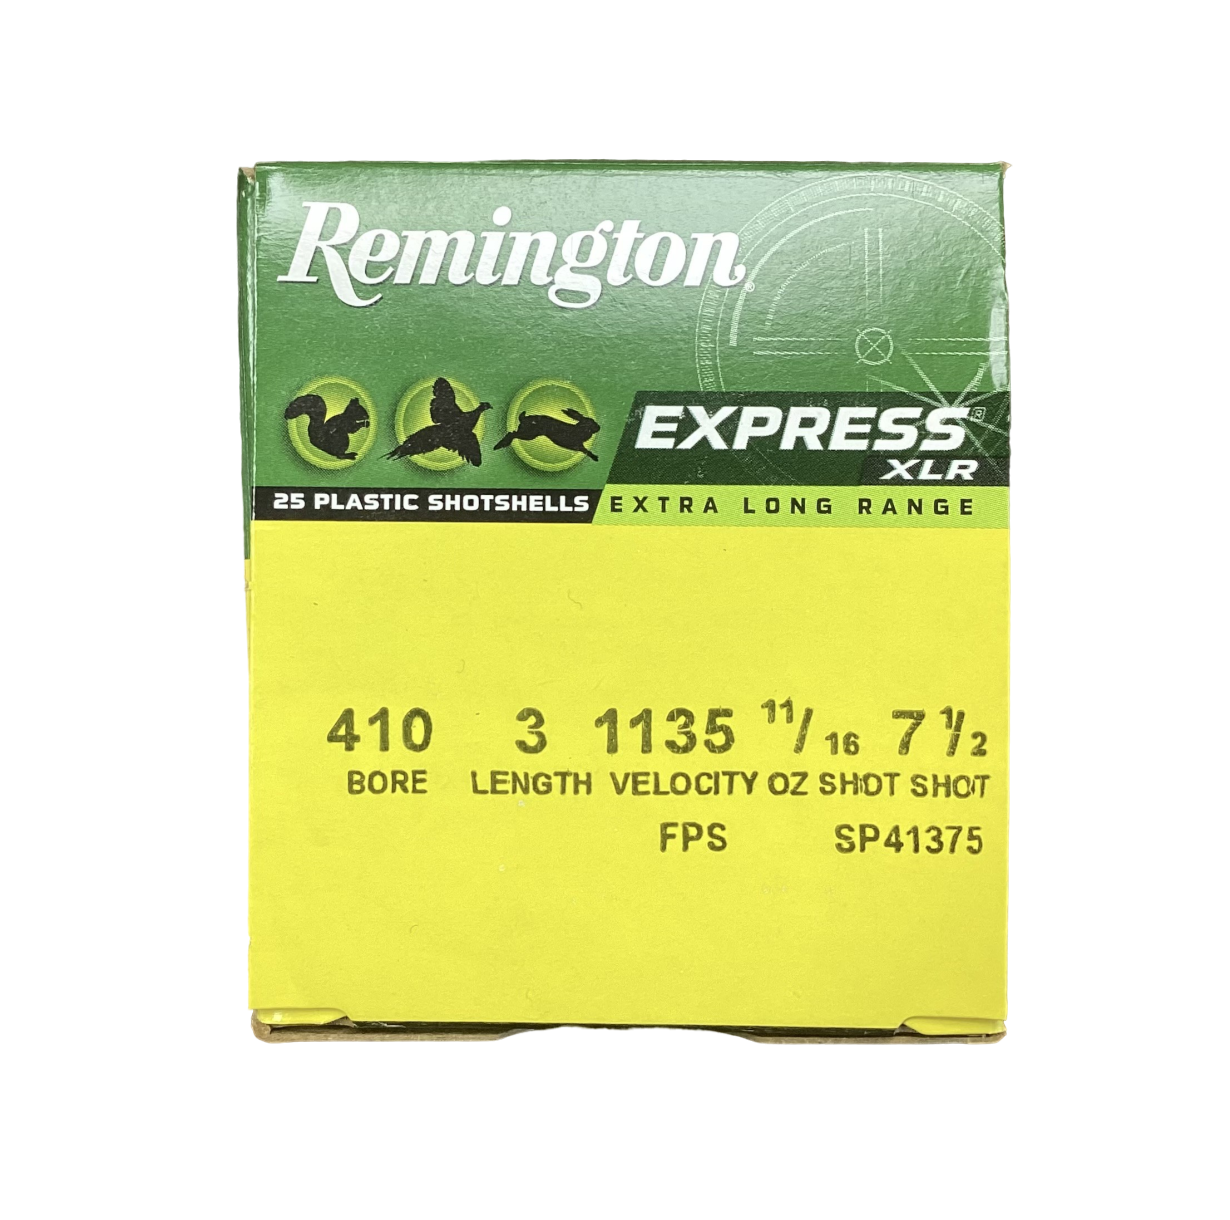 Remington
EXPRESS®
XLR
25 PLASTIC SHOTSHELLS EXTRA LONG RANGE
410 3 1135 11/16 7 1/2
BORE LENGTH VELOCITY OZ SHOT SHOT
FPS SP41375